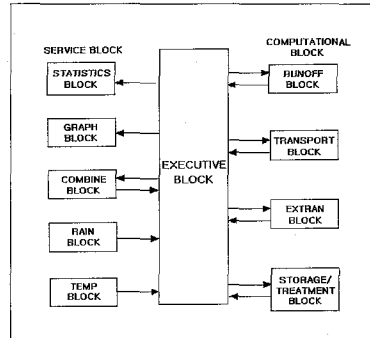 SERVICE BLOCK
COMPUTATIONAL
BLOCK
STATISTICS
BLOCK
RUNOFF
BLOCK
GRAPH
BLOCK
TRANSPORT
BLOCK
EXECUTIVE
BLOCK
COMBINE
BLOCK
EXTRAN
BLOCK
RAIN
BLOCK
TEMP
BLOCK
STORAGE/
TREATMENT
BLOCK